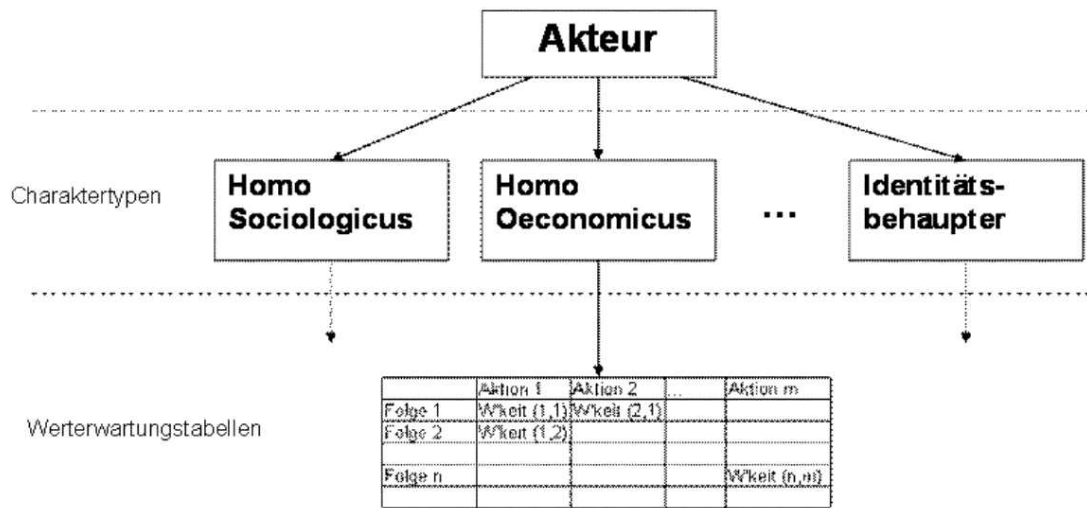 Akteur
Charaktertypen
Homo
Sociologicus
Homo
Oeconomicus
...
Identitäts-
behaupter
Werterwartungstabellen
Aktion 1 Aktion 2 ... Aktion m
Folge 1 W'keit (1,1) W'keit (2,1)
Folge 2 W'keit (1,2)
Folge n W'keit (n,m)